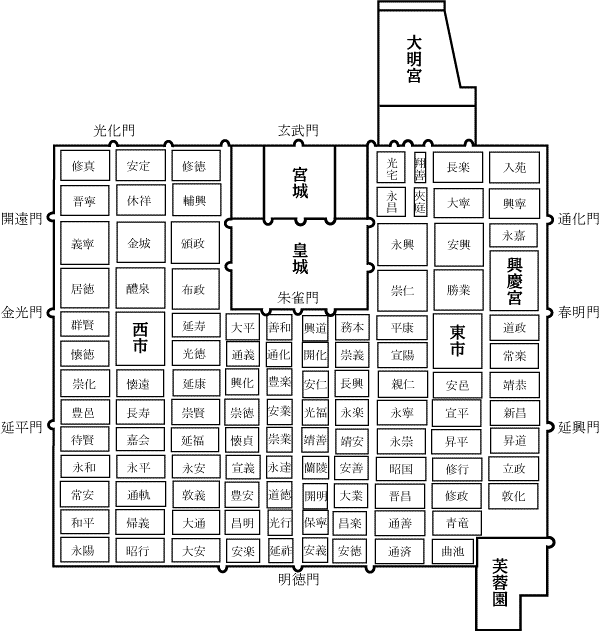 大明宮
光化門
玄武門
修真 安定 修徳 宮城 光宅 翔善 長楽 入苑
晋寧 休祥 輔興 永昌 夾庭 大寧 興寧
開遠門 通化門
義寧 金城 頒政 皇城 永興 安興 永嘉
居徳 醴泉 布政 崇仁 勝業 興慶宮
朱雀門
金光門 春明門
群賢 西市 延寿 大平 善和 興道 務本 平康 東市 道政
懐徳 光徳 通義 通化 開化 崇義 宣陽 常楽
崇化 懐遠 延康 興化 豊楽 安仁 長興 親仁 安邑 靖恭
豊邑 長寿 崇賢 崇徳 安業 光福 永楽 永寧 宣平 新昌
延平門 延興門
待賢 嘉会 延福 懐貞 崇業 靖善 靖安 永崇 昇平 昇道
永和 永平 永安 宣義 永達 蘭陵 安善 昭国 修行 立政
常安 通軌 敦義 豊安 道徳 開明 大業 晋昌 修政 敦化
和平 帰義 大通 昌明 光行 保寧 昌楽 通善 青竜
永陽 昭行 大安 安楽 延祚 安義 安徳 通済 曲池
芙蓉園
明徳門